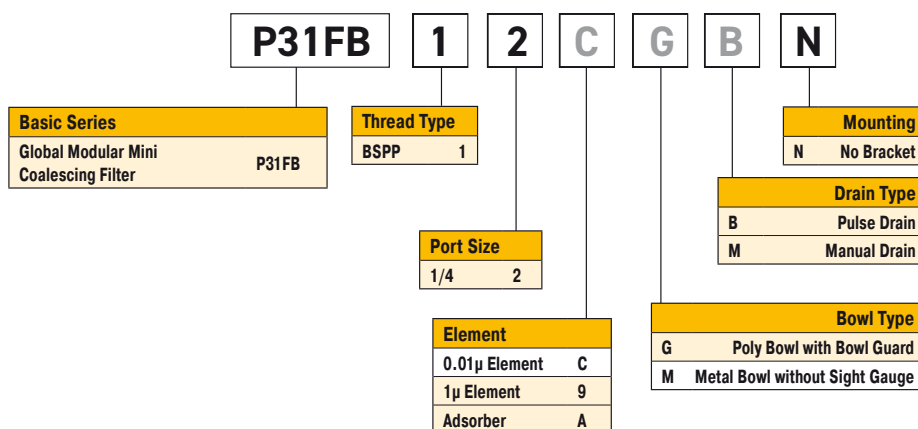 P31FB 1 2 C G B N
Basic Series
Global Modular Mini
Coalescing Filter P31FB
Thread Type
BSPP 1
Mounting
N No Bracket
Drain Type
B Pulse Drain
M Manual Drain
Port Size
1/4 2
Bowl Type
G Poly Bowl with Bowl Guard
M Metal Bowl without Sight Gauge
Element
0.01µ Element C
1µ Element 9
Adsorber A